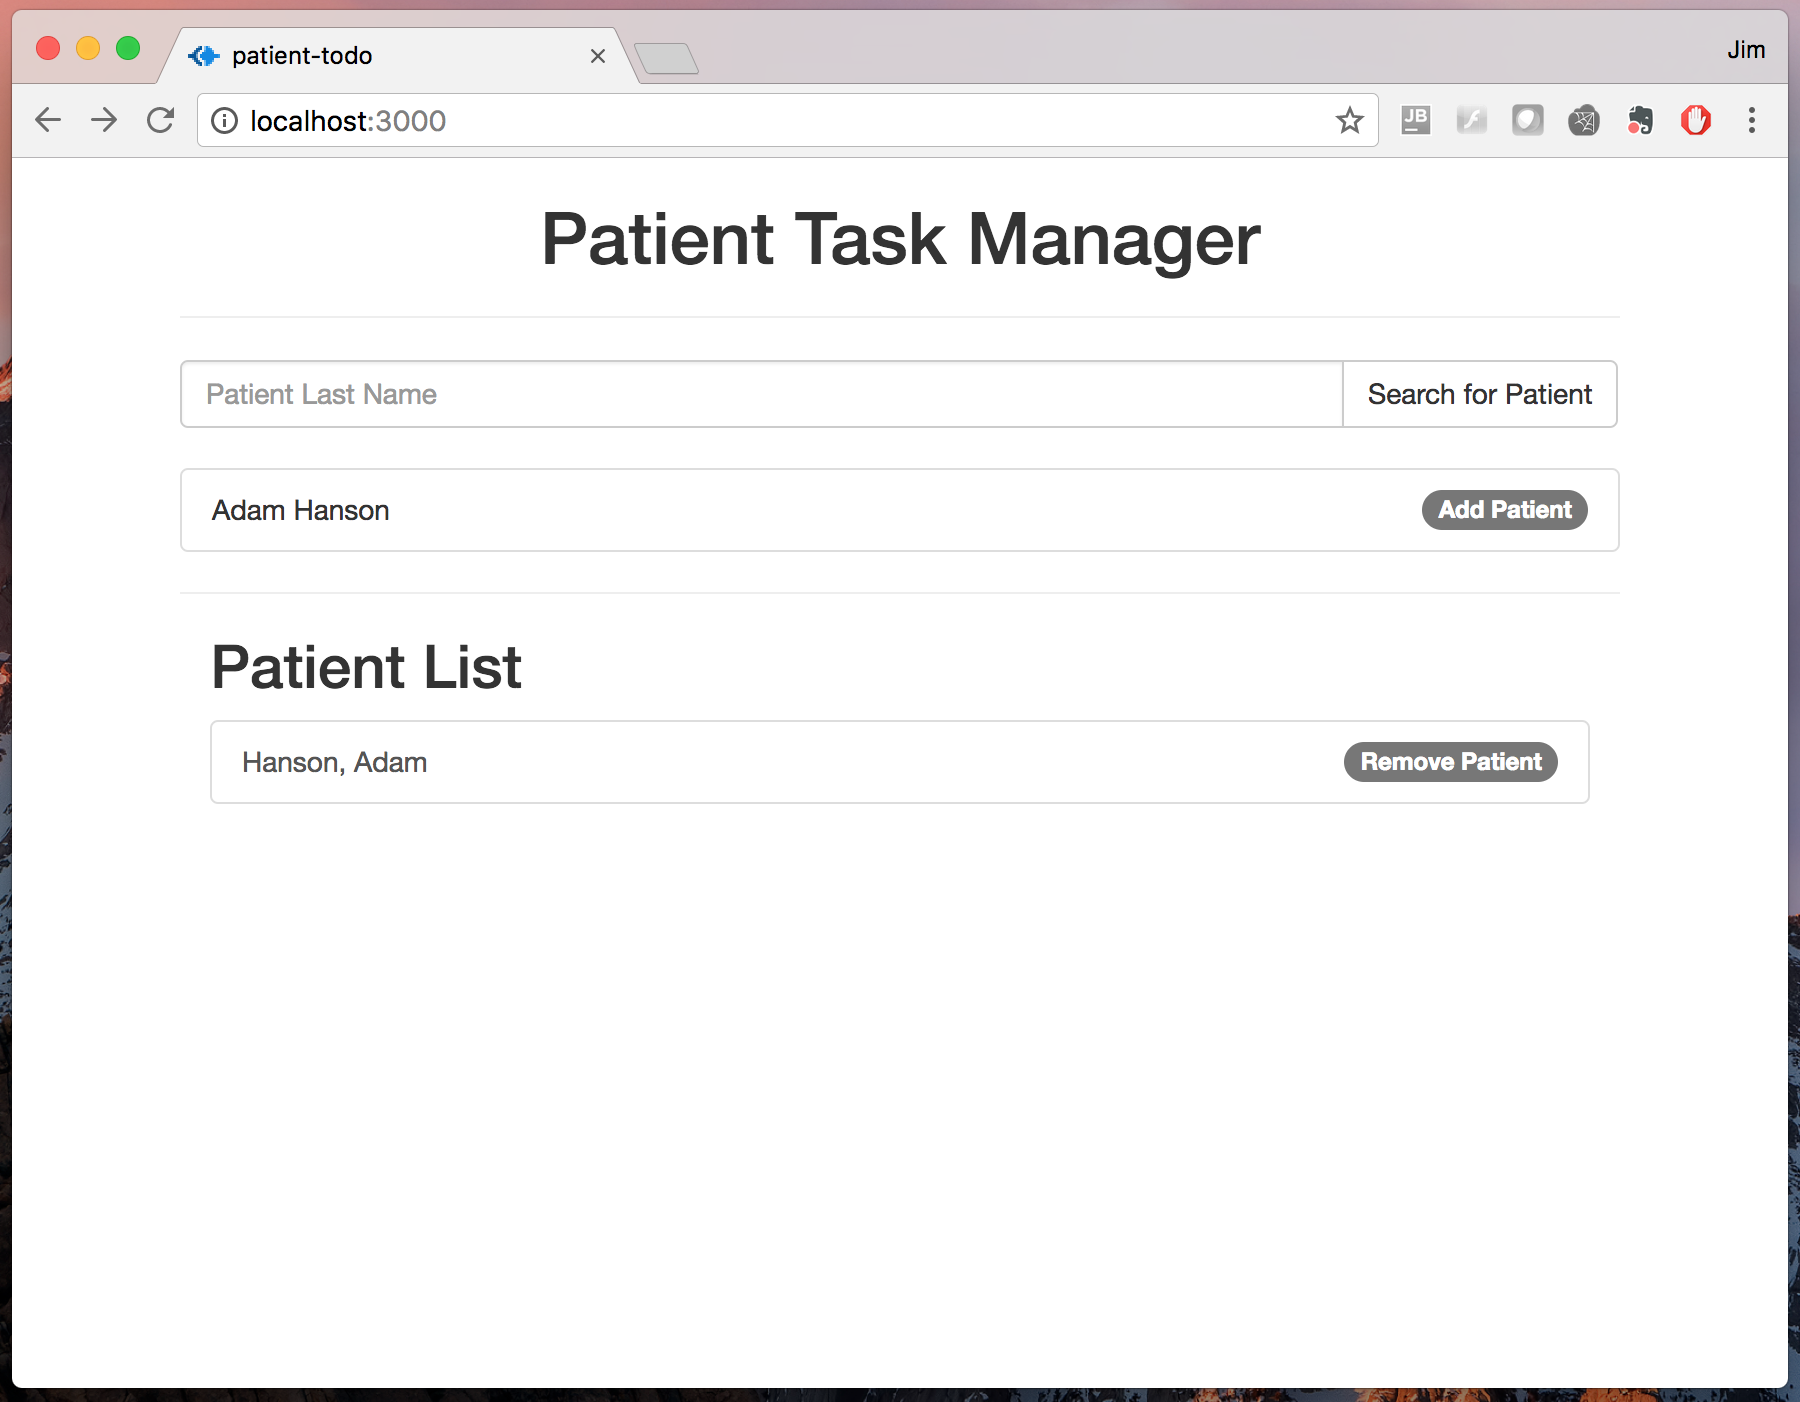 patient-todo
Jim
localhost:3000
JB
Patient Task Manager
Patient Last Name
Search for Patient
Adam Hanson
Add Patient
Patient List
Hanson, Adam
Remove Patient